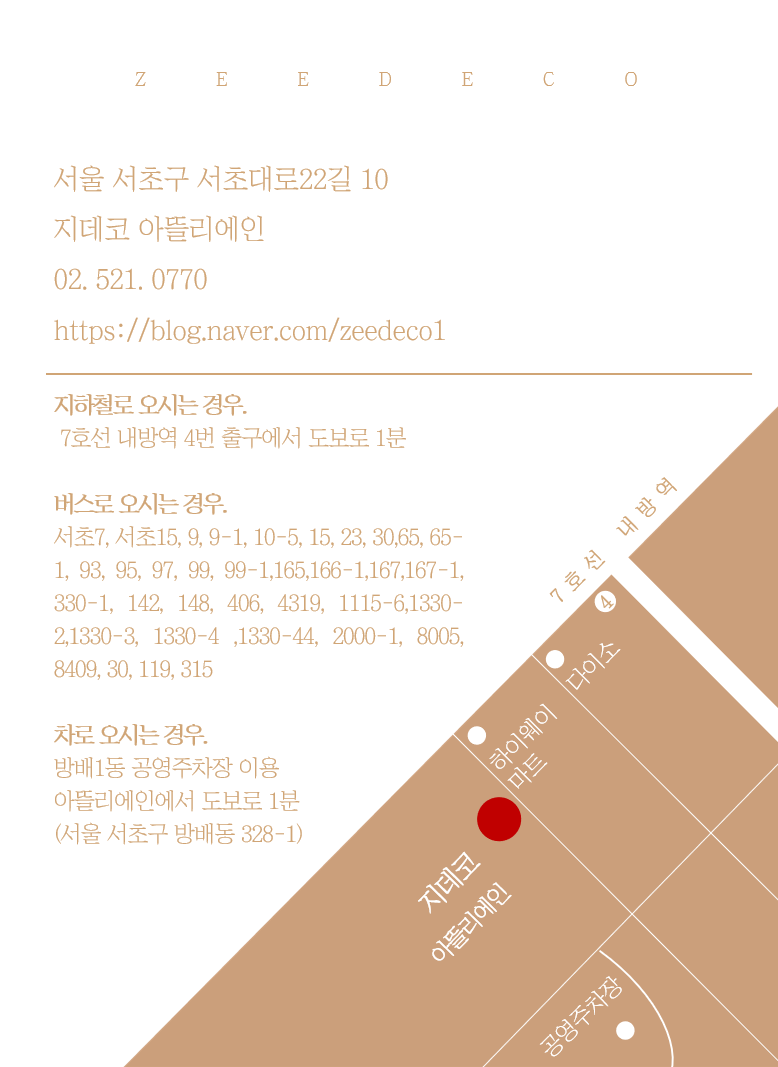 Z E E D E C O
서울 서초구 서초대로22길 10
지데코 아뜰리에인
02. 521. 0770
https://blog.naver.com/zeedeco1
지하철로 오시는 경우.
7호선 내방역 4번 출구에서 도보로 1분
버스로 오시는 경우.
서초7, 서초15, 9, 9-1, 10-5, 15, 23, 30,65, 65-
1, 93, 95, 97, 99, 99-1,165,166-1,167,167-1,
330-1, 142, 148, 406, 4319, 1115-6,1330-
2,1330-3, 1330-4 ,1330-44, 2000-1, 8005,
8409, 30, 119, 315
차로 오시는 경우.
방배1동 공영주차장 이용
아뜰리에인에서 도보로 1분
(서울 서초구 방배동 328-1)
7호선 내방역
4
다이소
하이웨이
마트
지데코
아뜰리에인
공영주차장